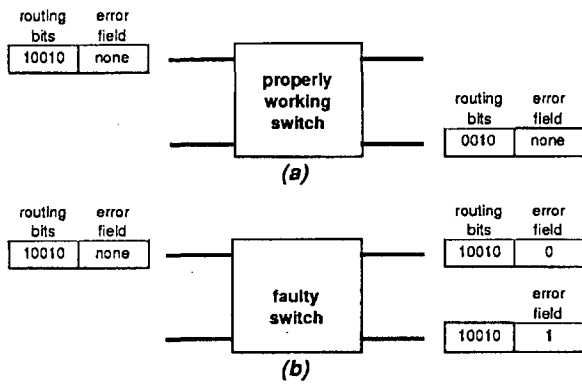 routing error
bits field
10010 none
properly
working
switch
routing error
bits field
0010 none
(a)
routing error
bits field
10010 none
faulty
switch
routing error
bits field
10010 0
error
field
10010 1
(b)